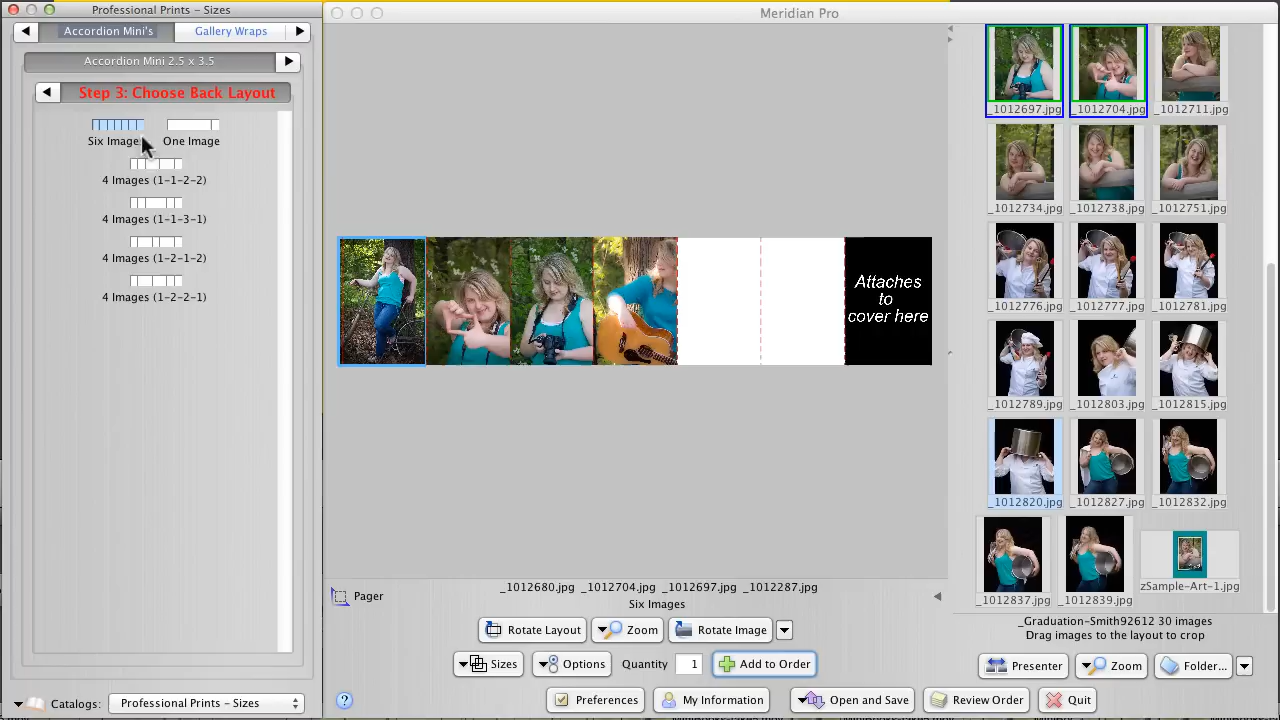 Professional Prints - Sizes
Accordion Mini's
Gallery Wraps
Accordion Mini 2.5 x 3.5
Step 3: Choose Back Layout
Six Images
One Image
4 Images (1-1-2-2)
4 Images (1-1-3-1)
4 Images (1-2-1-2)
4 Images (1-2-2-1)
Catalogs:
Professional Prints - Sizes
Meridian Pro
Attaches
to
cover here
_1012680.jpg _1012704.jpg _1012697.jpg _1012287.jpg
Six Images
Pager
Rotate Layout
Zoom
Rotate Image
Sizes
Options
Quantity
1
Add to Order
?
Preferences
My Information
Open and Save
Review Order
Quit
_1012697.jpg
_1012704.jpg
_1012711.jpg
_1012734.jpg
_1012738.jpg
_1012751.jpg
_1012776.jpg
_1012777.jpg
_1012781.jpg
_1012789.jpg
_1012803.jpg
_1012815.jpg
_1012820.jpg
_1012827.jpg
_1012832.jpg
_1012837.jpg
_1012839.jpg
zSample-Art-1.jpg
_Graduation-Smith92612 30 images
Drag images to the layout to crop
Presenter
Zoom
Folder...